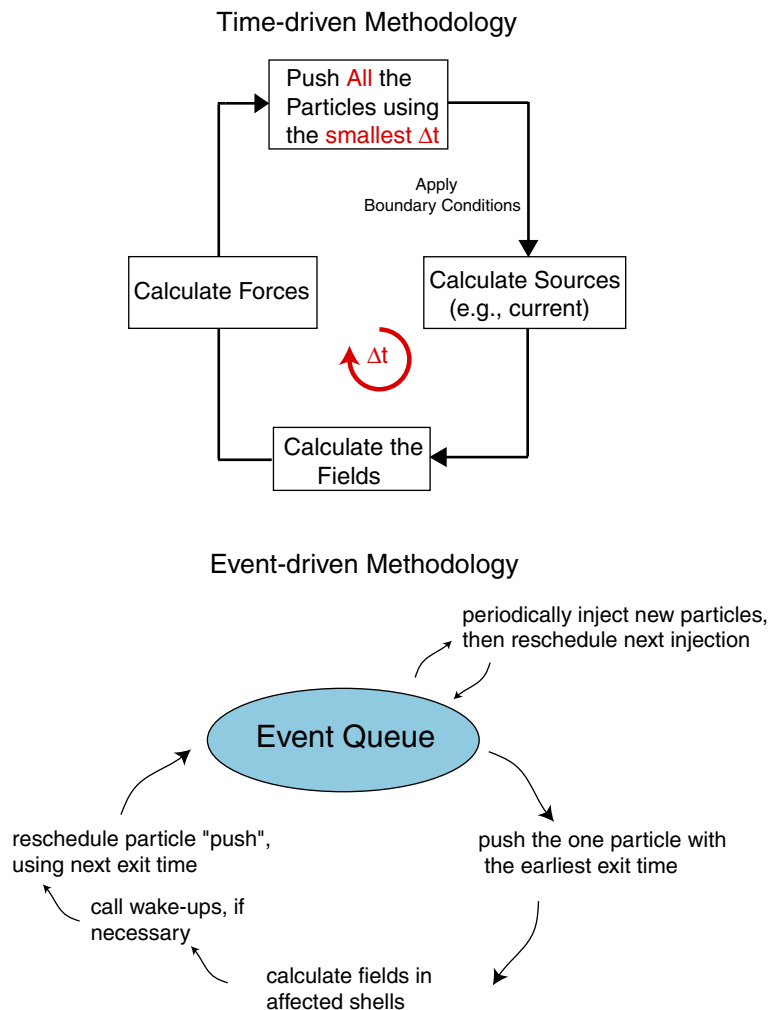 Time-driven Methodology
Push All the
Particles using
the smallest Δt
Apply
Boundary Conditions
Calculate Forces
Calculate Sources
(e.g., current)
Δt
Calculate the
Fields
Event-driven Methodology
periodically inject new particles,
then reschedule next injection
Event Queue
reschedule particle "push",
using next exit time
push the one particle with
the earliest exit time
call wake-ups, if
necessary
calculate fields in
affected shells